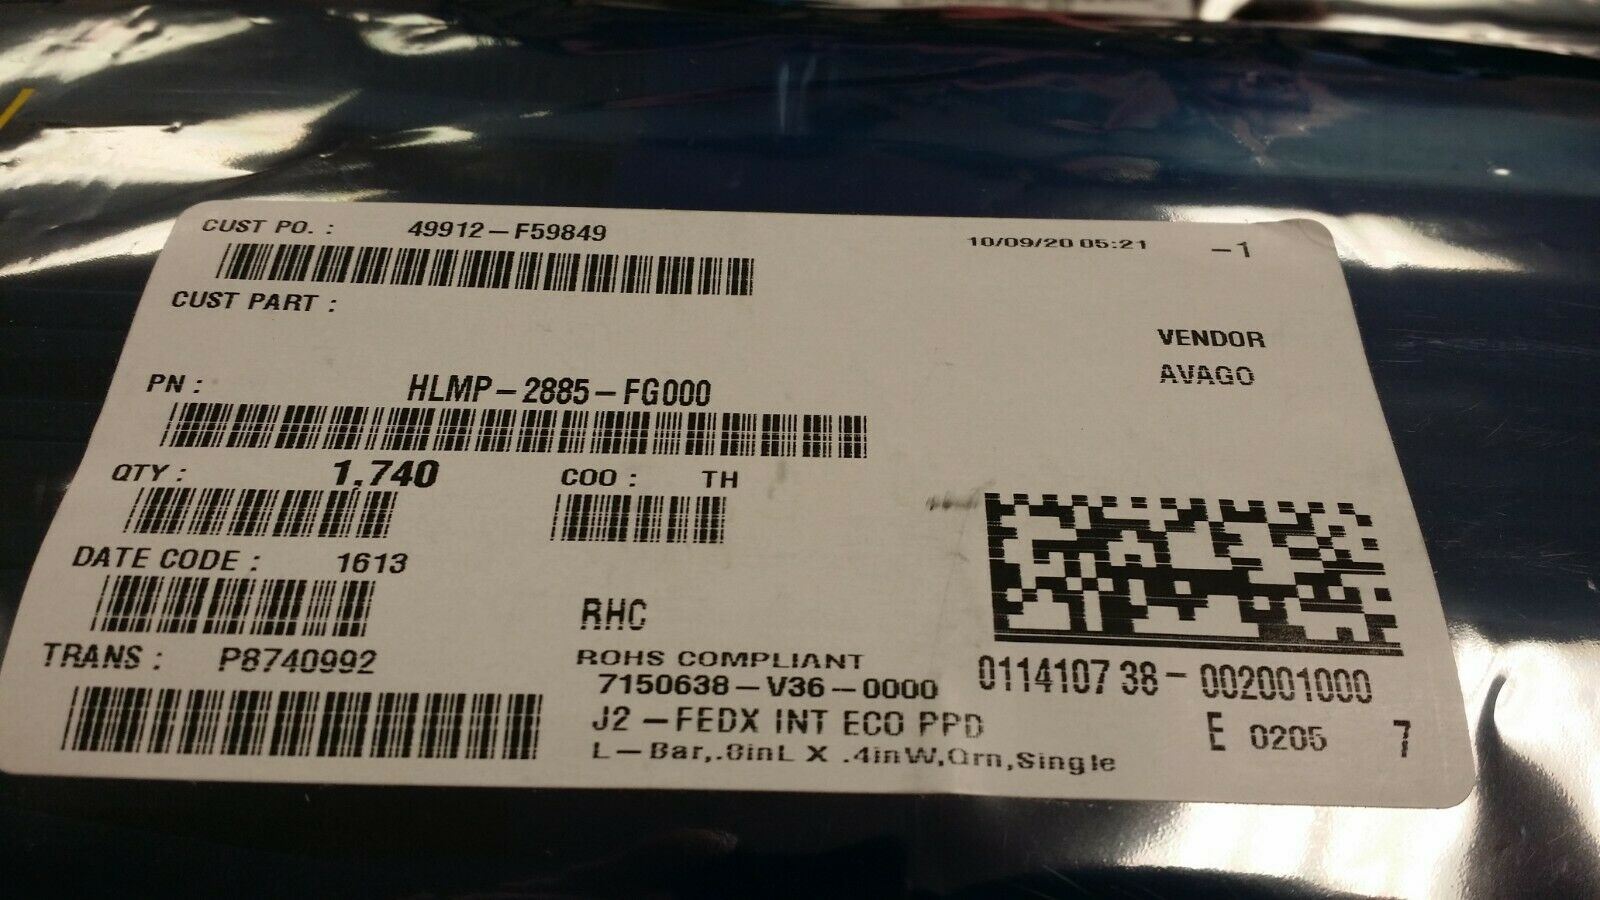 CUST PO. : 49912-F59849
10/09/20 05:21 -1
CUST PART :
VENDOR
AVAGO
PN : HLMP-2885-FG000
QTY : 1,740 COO : TH
DATE CODE : 1613
RHC
TRANS : P8740992
ROHS COMPLIANT
7150638-V36-0000
011410738-002001000
J2 -FEDX INT ECO PPD
E 0205 7
L-Bar, X .4inW, Single